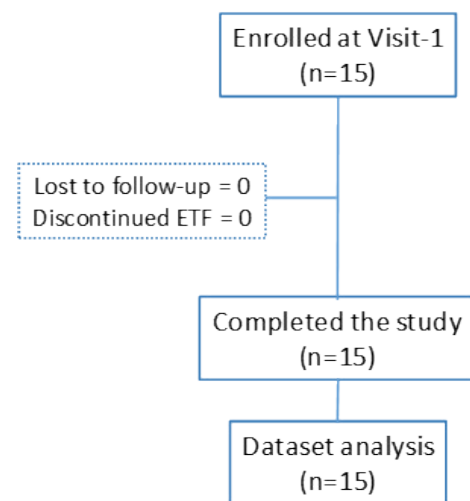 Enrolled at Visit-1
(n=15)
Lost to follow-up = 0
Discontinued ETF = 0
Completed the study
(n=15)
Dataset analysis
(n=15)